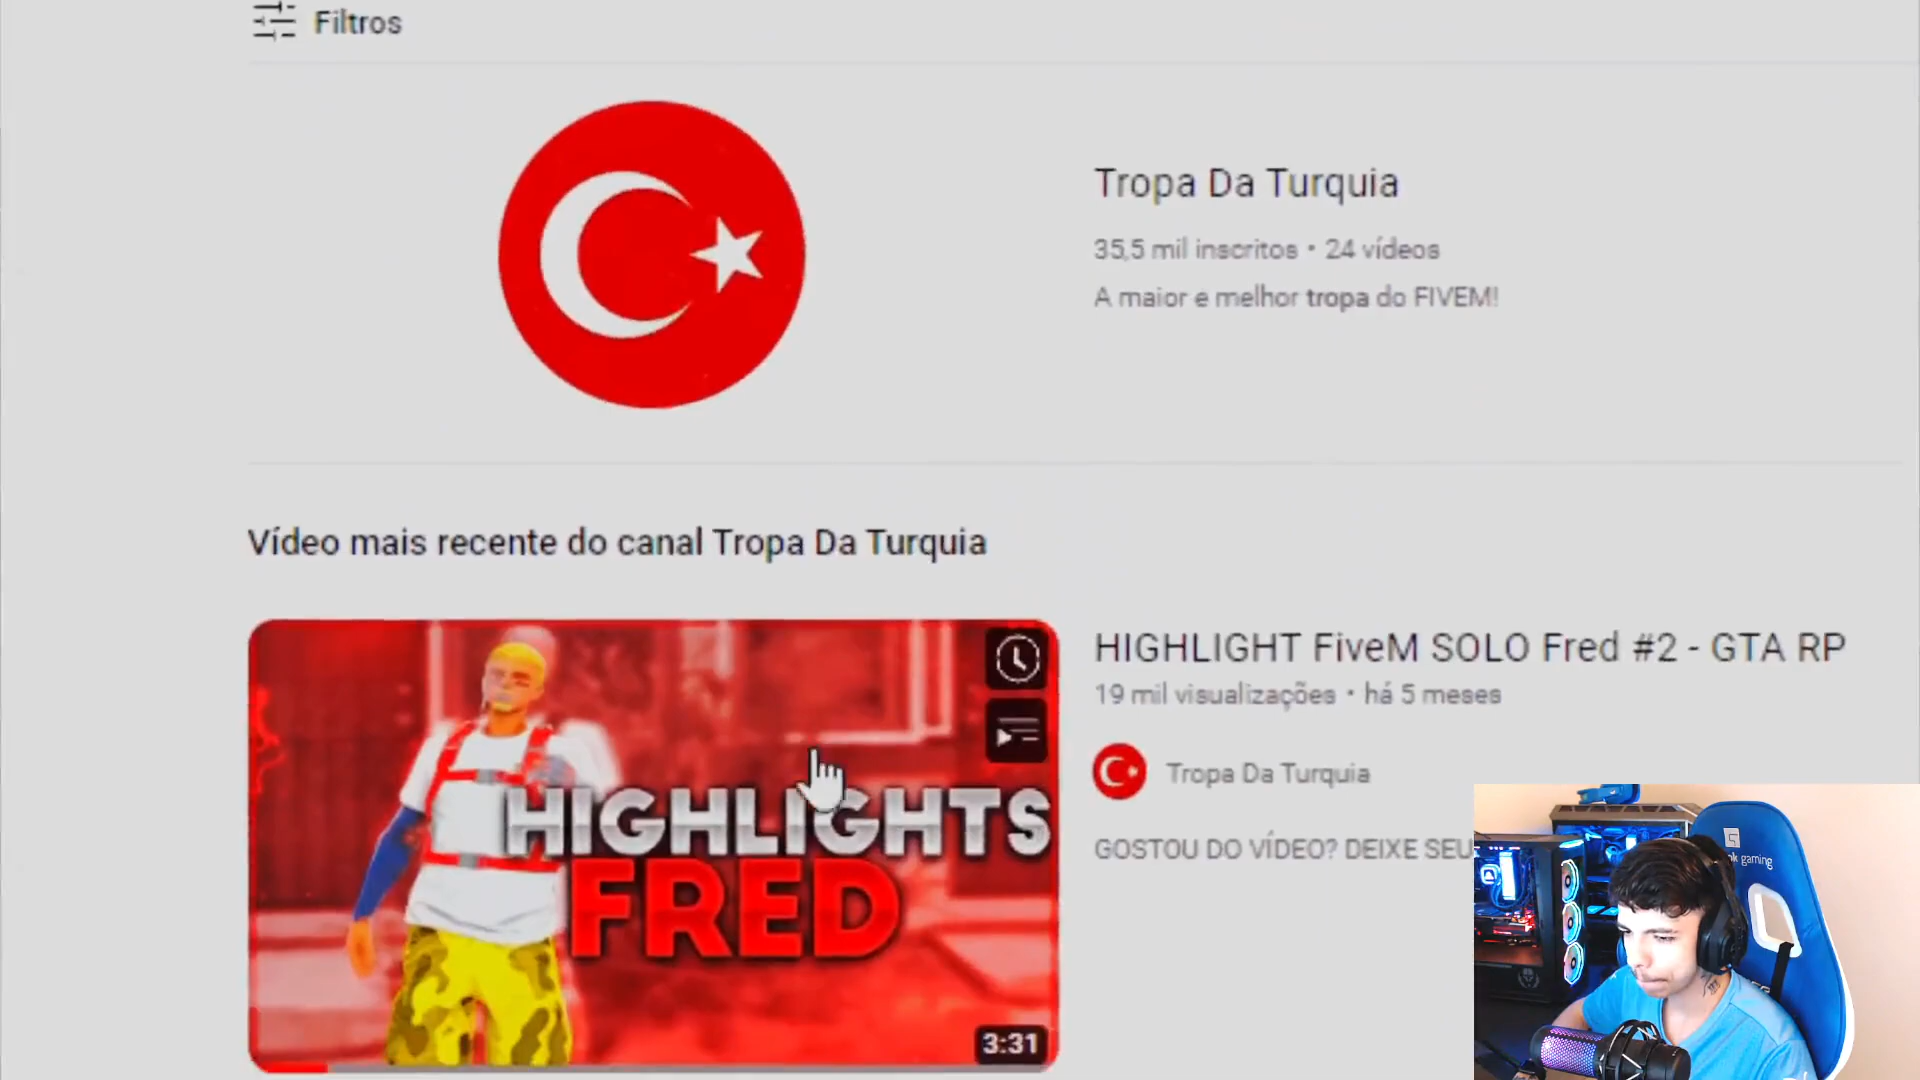 Filtros
Tropa Da Turquia
35,5 mil inscritos • 24 vídeos
A maior e melhor tropa do FIVEM!
Vídeo mais recente do canal Tropa Da Turquia
HIGHLIGHTS
FRED
3:31
HIGHLIGHT FiveM SOLO Fred #2 - GTA RP
19 mil visualizações • há 5 meses
Tropa Da Turquia
GOSTOU DO VÍDEO? DEIXE SEU
gaming